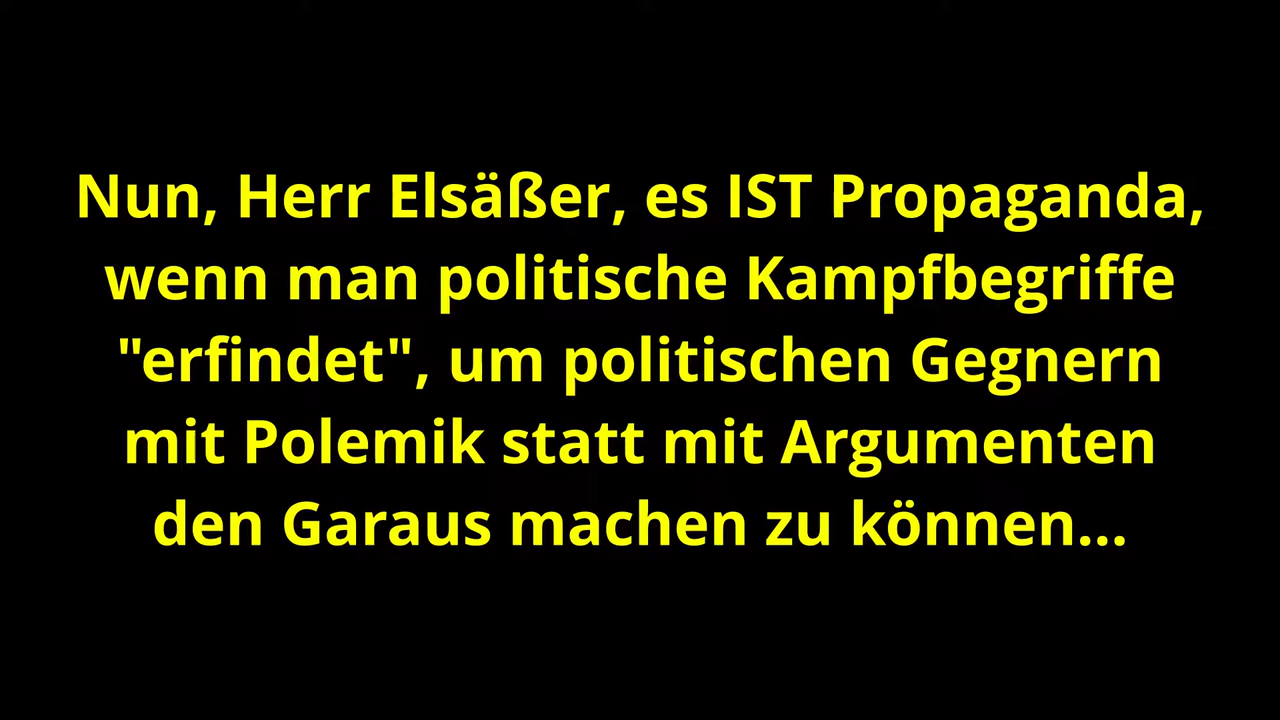 Nun, Herr Elsäßer, es IST Propaganda,
wenn man politische Kampfbegriffe
"erfindet", um politischen Gegnern
mit Polemik statt mit Argumenten
den Garaus machen zu können...